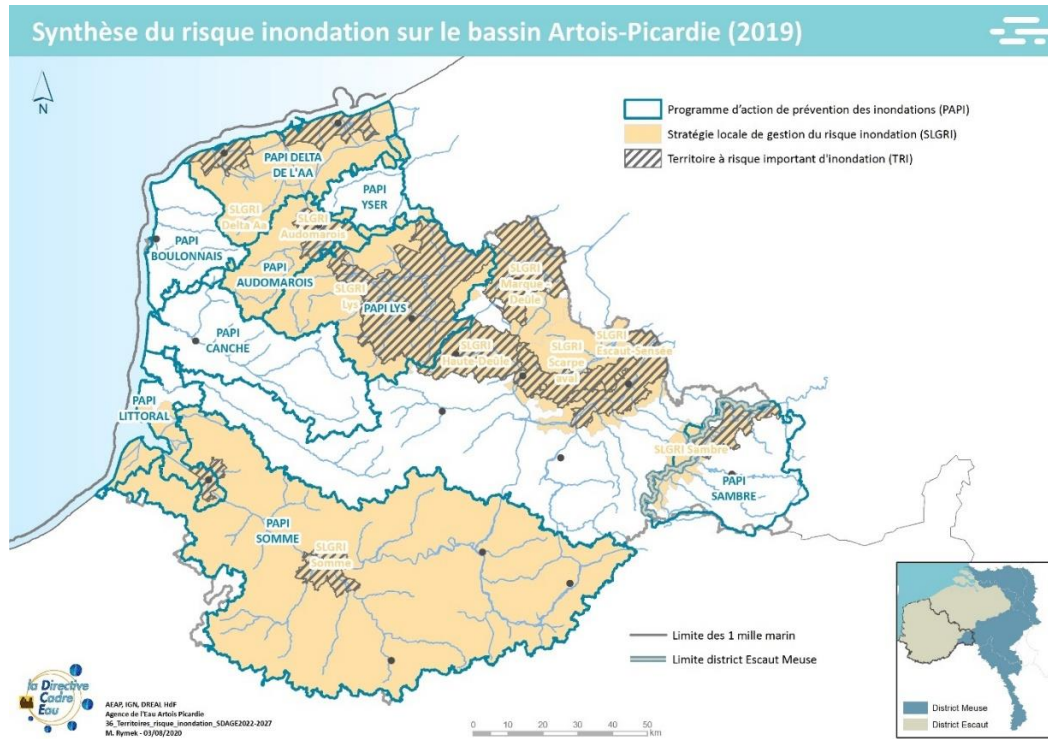 Synthèse du risque inondation sur le bassin Artois-Picardie (2019)
N
Programme d'action de prévention des inondations (PAPI)
Stratégie locale de gestion du risque inondation (SLGRI)
Territoire à risque important d'inondation (TRI)
PAPI DELTA
DE L'AA
PAPI
YSER
SLGRI
Delta Aa
SLGRI
Audomarois
PAPI
BOULONNAIS
PAPI
AUDOMAROIS
SLGRI
Lys
PAPI LYS
SLGRI
Marque-
Deûle
PAPI
CANCHE
SLGRI
Haute-Deûle
SLGRI
Scarpe
aval
SLGRI
Escaut-Sensée
PAPI
LITTORAL
SLGRI Sambre
PAPI
SAMBRE
PAPI
SOMME
SLGRI
Somme
Limite des 1 mille marin
Limite district Escaut Meuse
District Meuse
District Escaut
la Directive
Cadre
Eau
AEAP, IGN, DREAL HdF
Agence de l'Eau Artois Picardie
36_Territoires_risque_inondation_SDAGE2022-2027
M. Rymek - 03/08/2020
0 10 20 30 40 50
km